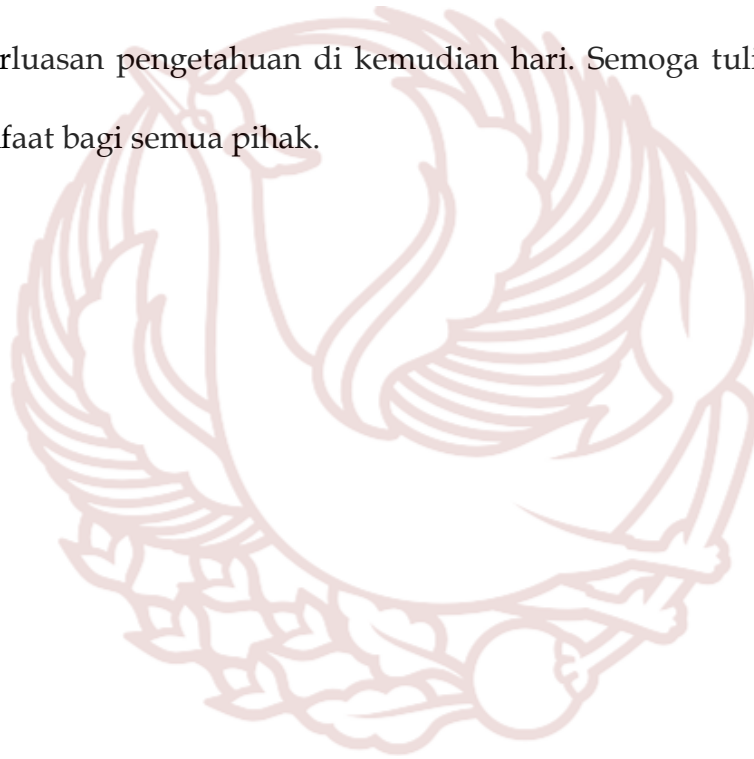 rluasan pengetahuan di kemudian hari. Semoga tuli
faat bagi semua pihak.